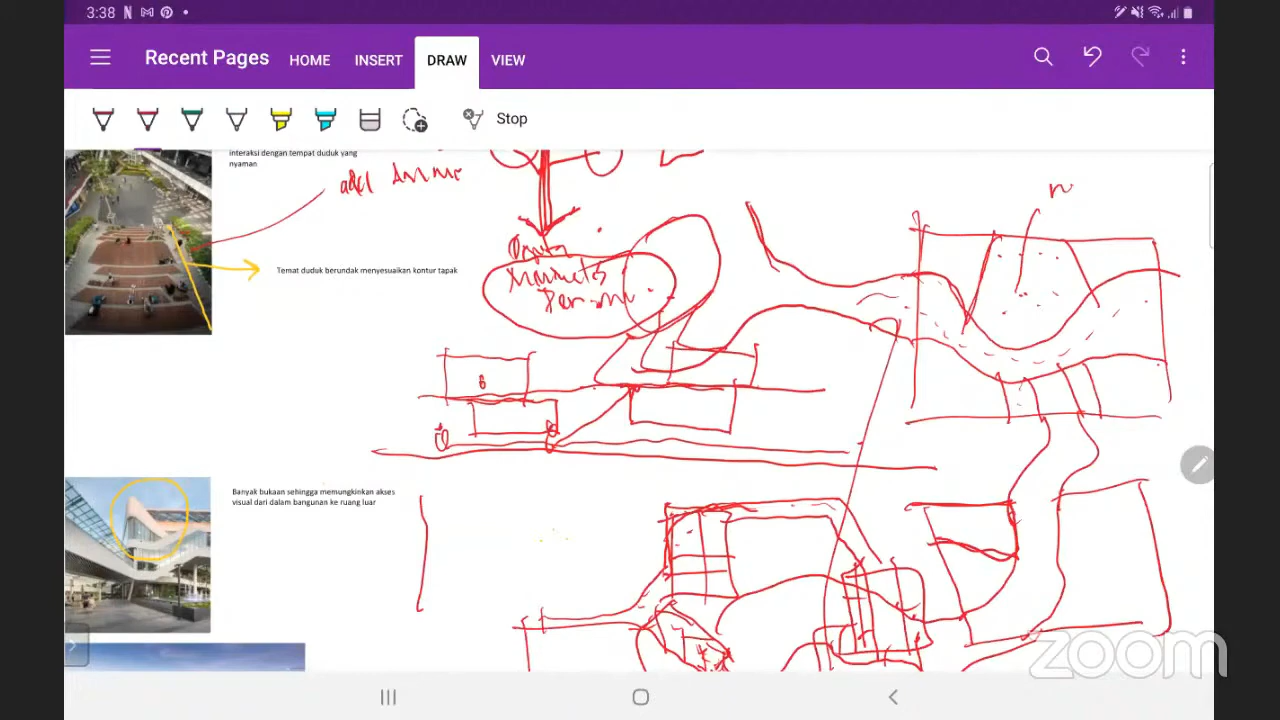 3:38
Recent Pages
HOME
INSERT
DRAW
VIEW
Stop
interaksi dengan tempat duduk yang
nyaman
Temat duduk berundak menyesuaikan kontur tapak
Banyak bukaan sehingga memungkinkan akses
visual dari dalam bangunan ke ruang luar
zoom